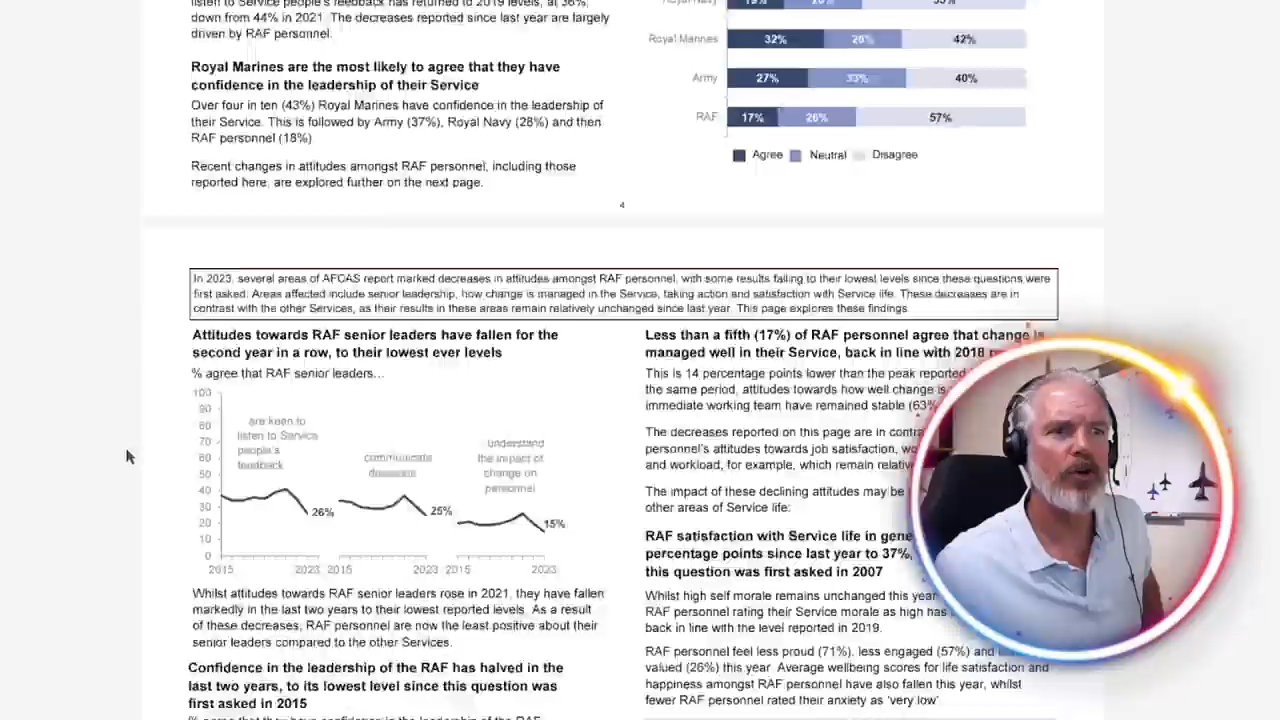 listen to Service people's feedback has returned to 2019 levels, at 36%,
down from 44% in 2021. The decreases reported since last year are largely
driven by RAF personnel.
Royal Marines are the most likely to agree that they have
confidence in the leadership of their Service
Over four in ten (43%) Royal Marines have confidence in the leadership of
their Service. This is followed by Army (37%), Royal Navy (28%) and then
RAF personnel (18%)
Recent changes in attitudes amongst RAF personnel, including those
reported here, are explored further on the next page.
Royal Navy 19% 55%
Royal Marines 32% 26% 42%
Army 27% 33% 40%
RAF 17% 26% 57%
Agree Neutral Disagree
4
In 2023, several areas of AFCAS report marked decreases in attitudes amongst RAF personnel, with some results falling to their lowest levels since these questions were
first asked. Areas affected include senior leadership, how change is managed in the Service, taking action and satisfaction with Service life. These decreases are in
contrast with the other Services, as their results in these areas remain relatively unchanged since last year. This page explores these findings.
Attitudes towards RAF senior leaders have fallen for the
second year in a row, to their lowest ever levels
% agree that RAF senior leaders...
100
90
80
70
60
50
40
30
20
10
0
are keen to
listen to Service
people's
feedback
communicate
decisions
understand
the impact of
change on
personnel
26%
25%
15%
2015 2023 2015 2023 2015 2023
Whilst attitudes towards RAF senior leaders rose in 2021, they have fallen
markedly in the last two years to their lowest reported levels. As a result
of these decreases, RAF personnel are now the least positive about their
senior leaders compared to the other Services.
Confidence in the leadership of the RAF has halved in the
last two years, to its lowest level since this question was
first asked in 2015
% agree that they have confidence in the leadership of the RAF
Less than a fifth (17%) of RAF personnel agree that change is
managed well in their Service, back in line with 2018
This is 14 percentage points lower than the peak reported
the same period, attitudes towards how well change is
immediate working team have remained stable (63%
The decreases reported on this page are in
personnel's attitudes towards job satisfaction,
and workload, for example, which remain
The impact of these declining attitudes may be
other areas of Service life:
RAF satisfaction with Service life in
percentage points since last year to 37%,
this question was first asked in 2007
Whilst high self morale remains unchanged this year
RAF personnel rating their Service morale as high has
back in line with the level reported in 2019.
RAF personnel feel less proud (71%), less engaged (57%) and
valued (26%) this year. Average wellbeing scores for life satisfaction and
happiness amongst RAF personnel have also fallen this year, whilst
fewer RAF personnel rated their anxiety as 'very low'